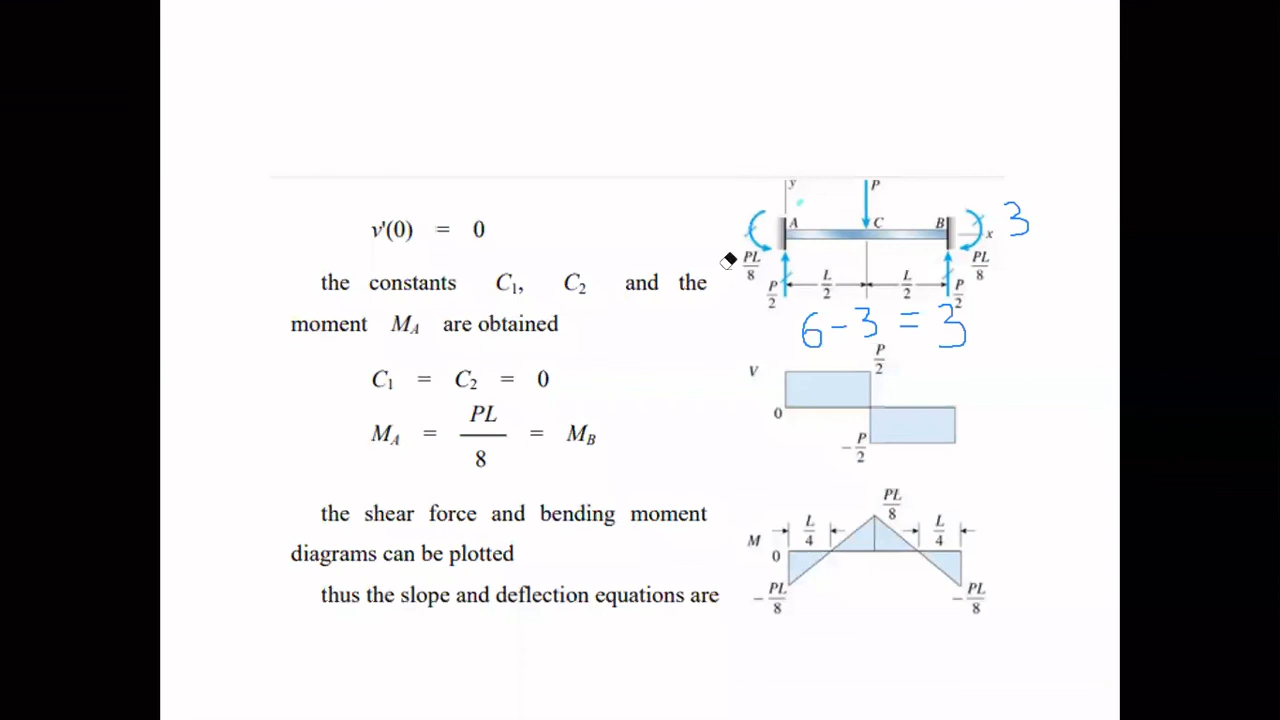 v'(0) = 0
the constants C₁, C₂ and the
moment M_A are obtained
C₁ = C₂ = 0
M_A = PL/8 = M_B
the shear force and bending moment
diagrams can be plotted
thus the slope and deflection equations are
y P
A C B x 3
PL/8 PL/8
P/2 L/2 L/2 P/2
6 - 3 = 3
V P/2
0
-P/2
PL/8
L/4 L/4
M 0
-PL/8 -PL/8